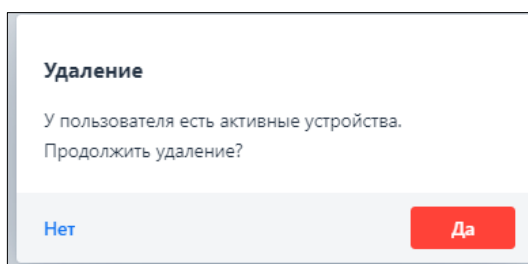 Удаление
У пользователя есть активные устройства.
Продолжить удаление?
Нет
Да